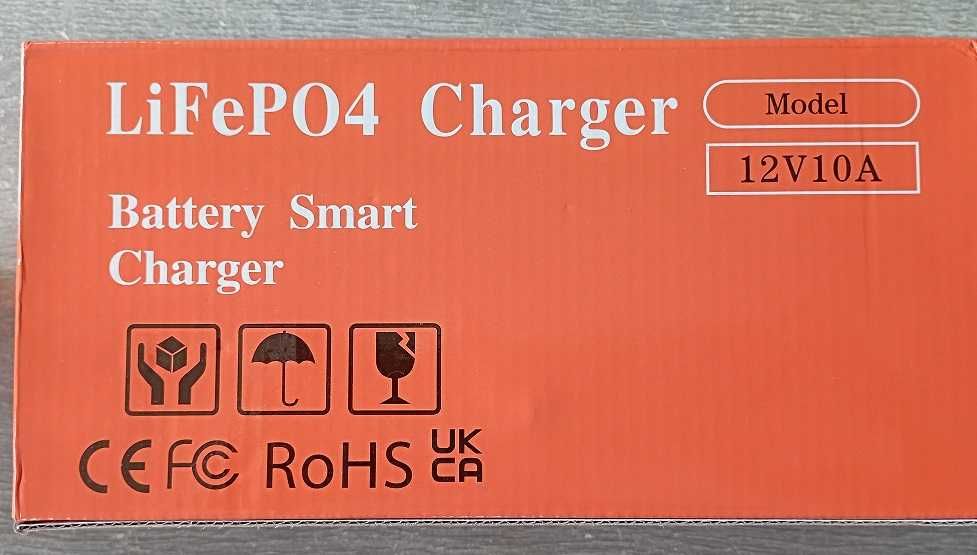 LiFePO4 Charger
Model
12V10A
Battery Smart
Charger
CE FC RoHS UK
CA